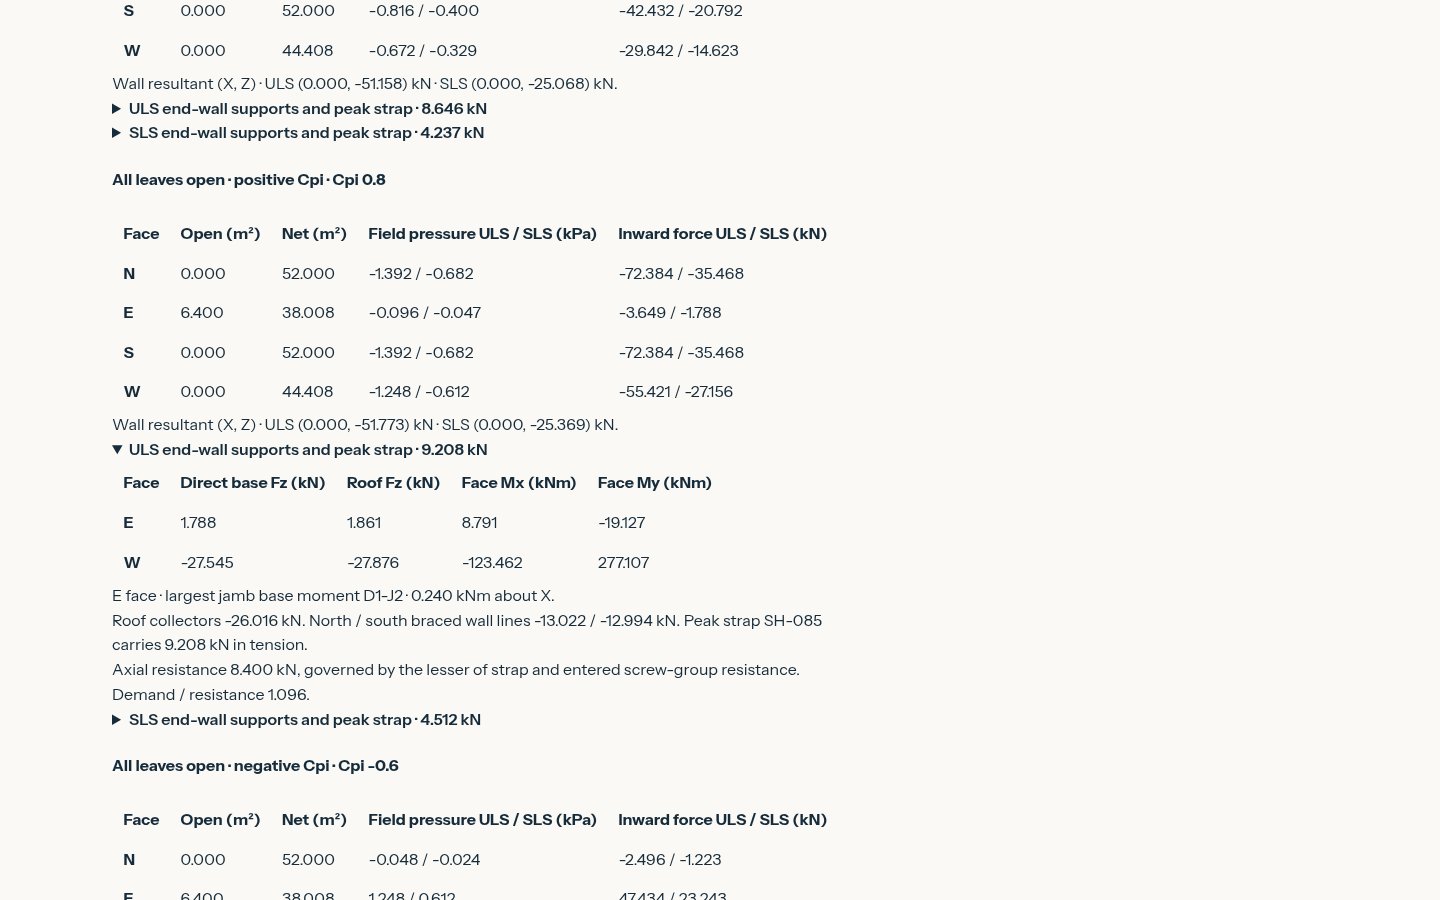 S 0.000 52.000 -0.816 / -0.400 -42.432 / -20.792
W 0.000 44.408 -0.672 / -0.329 -29.842 / -14.623
Wall resultant (X, Z) · ULS (0.000, -51.158) kN · SLS (0.000, -25.068) kN.
▶ ULS end-wall supports and peak strap · 8.646 kN
▶ SLS end-wall supports and peak strap · 4.237 kN
All leaves open · positive Cpi · Cpi 0.8
Face Open (m²) Net (m²) Field pressure ULS / SLS (kPa) Inward force ULS / SLS (kN)
N 0.000 52.000 -1.392 / -0.682 -72.384 / -35.468
E 6.400 38.008 -0.096 / -0.047 -3.649 / -1.788
S 0.000 52.000 -1.392 / -0.682 -72.384 / -35.468
W 0.000 44.408 -1.248 / -0.612 -55.421 / -27.156
Wall resultant (X, Z) · ULS (0.000, -51.773) kN · SLS (0.000, -25.369) kN.
▼ ULS end-wall supports and peak strap · 9.208 kN
Face Direct base Fz (kN) Roof Fz (kN) Face Mx (kNm) Face My (kNm)
E 1.788 1.861 8.791 -19.127
W -27.545 -27.876 -123.462 277.107
E face · largest jamb base moment D1-J2 · 0.240 kNm about X.
Roof collectors -26.016 kN. North / south braced wall lines -13.022 / -12.994 kN. Peak strap SH-085
carries 9.208 kN in tension.
Axial resistance 8.400 kN, governed by the lesser of strap and entered screw-group resistance.
Demand / resistance 1.096.
▶ SLS end-wall supports and peak strap · 4.512 kN
All leaves open · negative Cpi · Cpi -0.6
Face Open (m²) Net (m²) Field pressure ULS / SLS (kPa) Inward force ULS / SLS (kN)
N 0.000 52.000 -0.048 / -0.024 -2.496 / -1.223
E 6.400 38.008 1.248 / 0.612 47.434 / 23.243